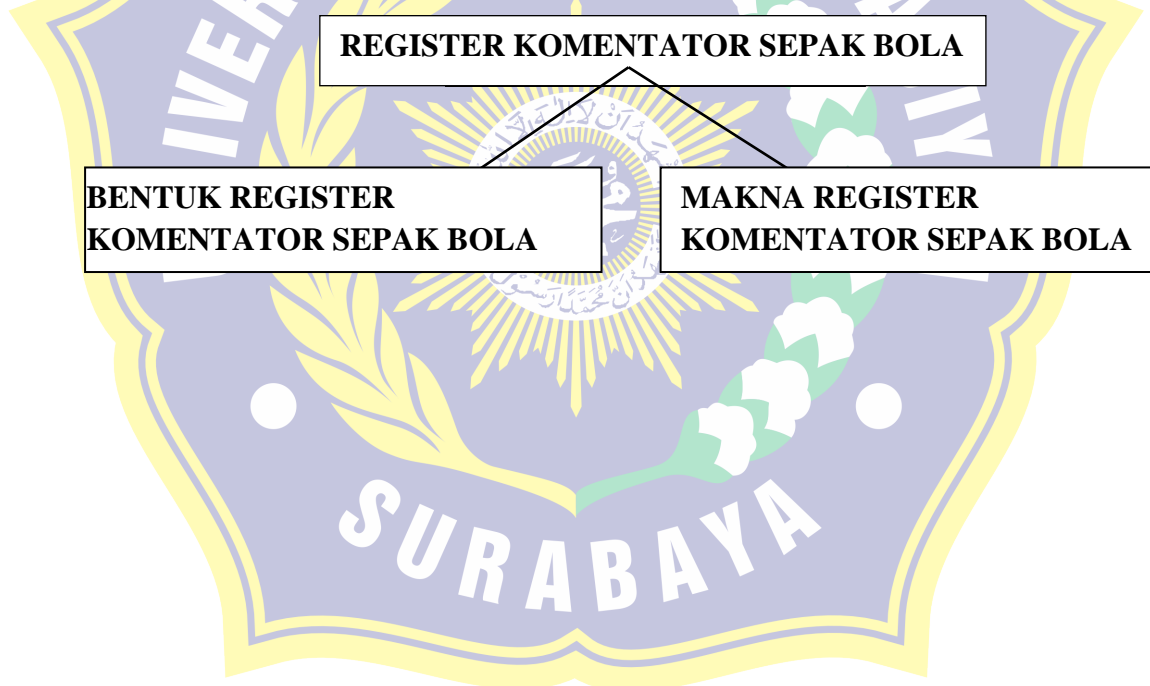 REGISTER KOMENTATOR SEPAK BOLA
BENTUK REGISTER
KOMENTATOR SEPAK BOLA
MAKNA REGISTER
KOMENTATOR SEPAK BOLA
SURABAYA